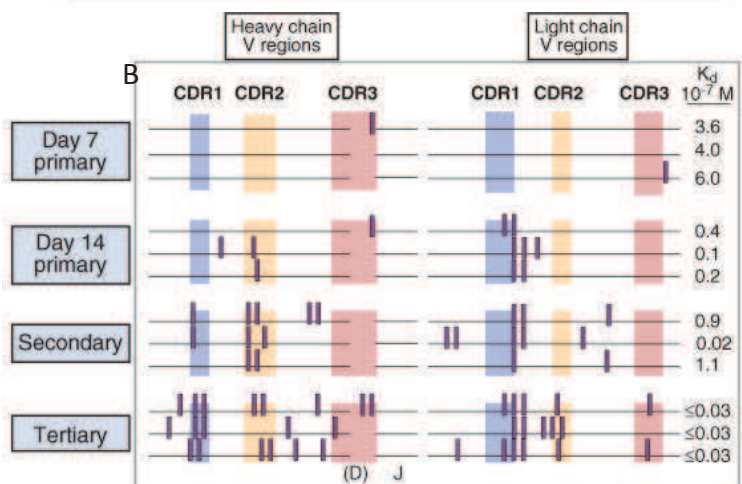 Heavy chain
V regions
Light chain
V regions
B
CDR1 CDR2 CDR3 CDR1 CDR2 CDR3
Kd
10-7 M
Day 7
primary
3.6
4.0
6.0
Day 14
primary
0.4
0.1
0.2
Secondary
0.9
0.02
1.1
Tertiary
≤0.03
≤0.03
≤0.03
(D) J